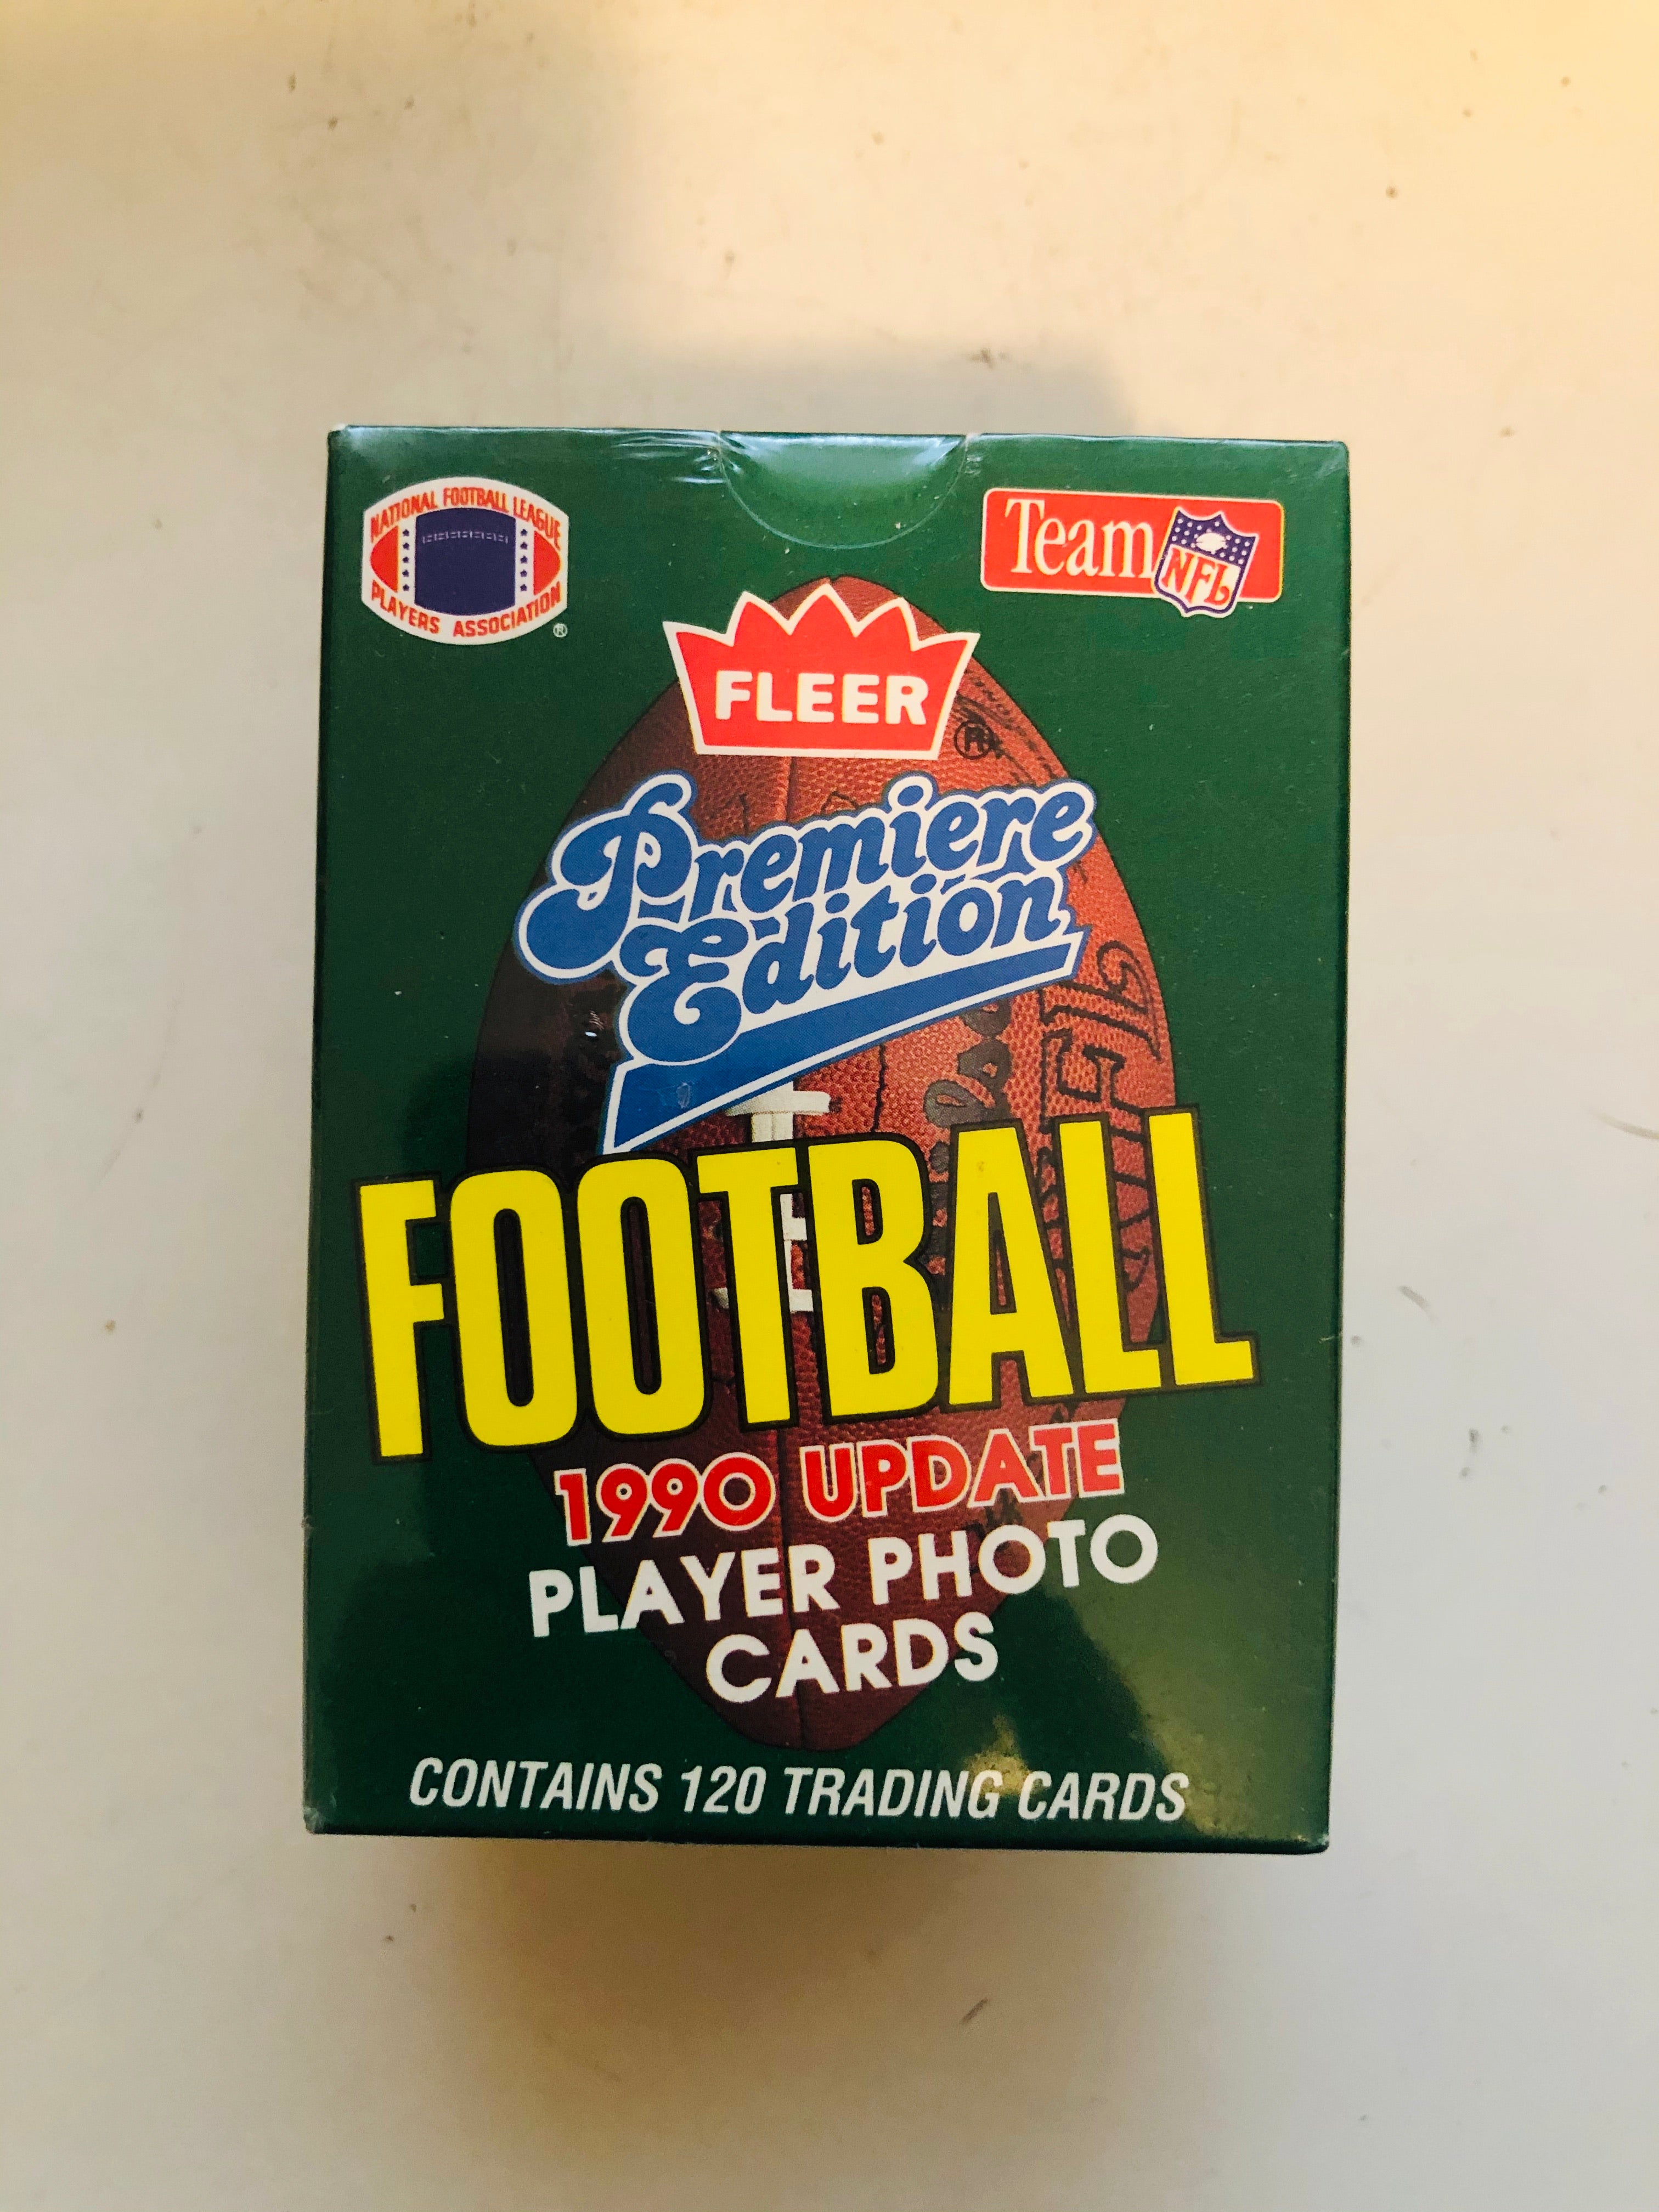 NATIONAL FOOTBALL LEAGUE
PLAYERS ASSOCIATION
®
Team NFL
FLEER
®
Premiere
Edition
NFL
FOOTBALL
1990 UPDATE
PLAYER PHOTO
CARDS
CONTAINS 120 TRADING CARDS